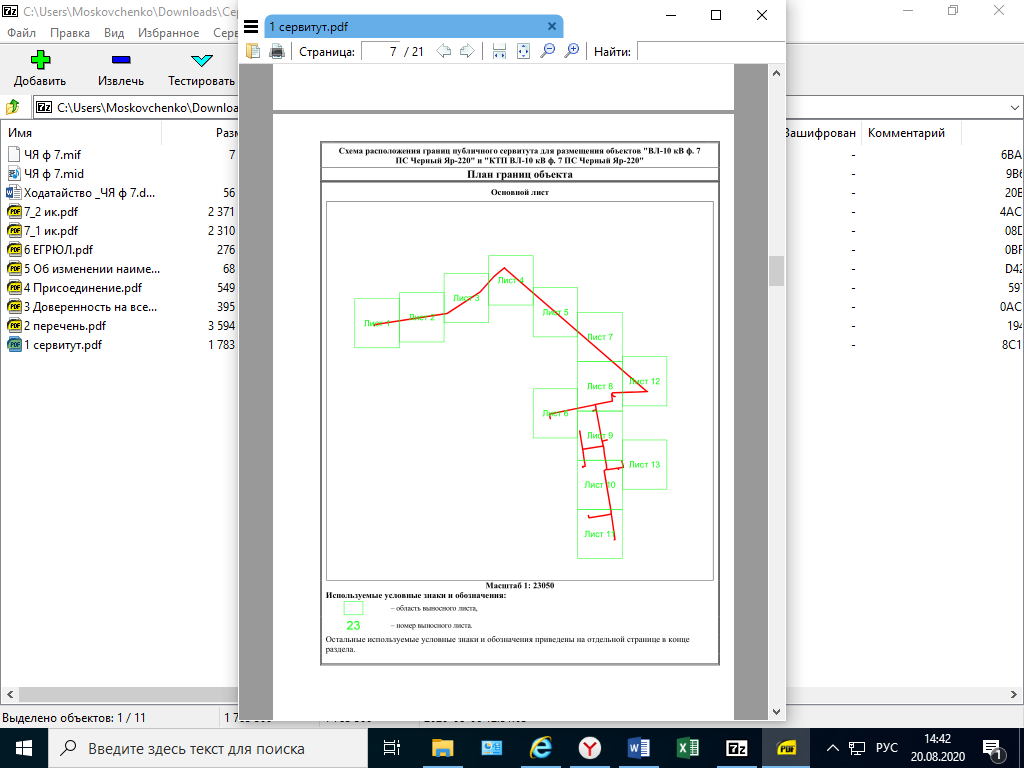 C:\Users\Moskovchenko\Downloads\Се
Файл Правка Вид Избранное Серв
Добавить Извлечь Тестировать
C:\Users\Moskovchenko\Downloa
Имя Разм
ЧЯ ф 7.mif 7
ЧЯ ф 7.mid
Ходатайство _ЧЯ ф 7.d... 56
7_2 ик.pdf 2 371
7_1 ик.pdf 2 310
6 ЕГРЮЛ.pdf 276
5 Об изменении наиме... 68
4 Присоединение.pdf 549
3 Доверенность на все... 395
2 перечень.pdf 3 594
1 сервитут.pdf 1 783
Зашифрован Комментарий
- 6BA
- 9B6
- 20E
- 4AC
- 08D
- 0BF
- D42
- 597
- 0AC
- 194
- 8C1
1 сервитут.pdf
Страница: 7 / 21 Найти:
Схема расположения границ публичного сервитута для размещения объектов "ВЛ-10 кВ ф. 7
ПС Черный Яр-220" и "КТП ВЛ-10 кВ ф. 7 ПС Черный Яр-220"
План границ объекта
Основной лист
Лист 1
Лист 2
Лист 3
Лист 4
Лист 5
Лист 7
Лист 8
Лист 12
Лист 6
Лист 9
Лист 13
Лист 10
Лист 11
Масштаб 1: 23050
Используемые условные знаки и обозначения:
– область выносного листа,
23 – номер выносного листа.
Остальные используемые условные знаки и обозначения приведены на отдельной странице в конце
раздела.
Выделено объектов: 1 / 11
Введите здесь текст для поиска
РУС
14:42
20.08.2020
1